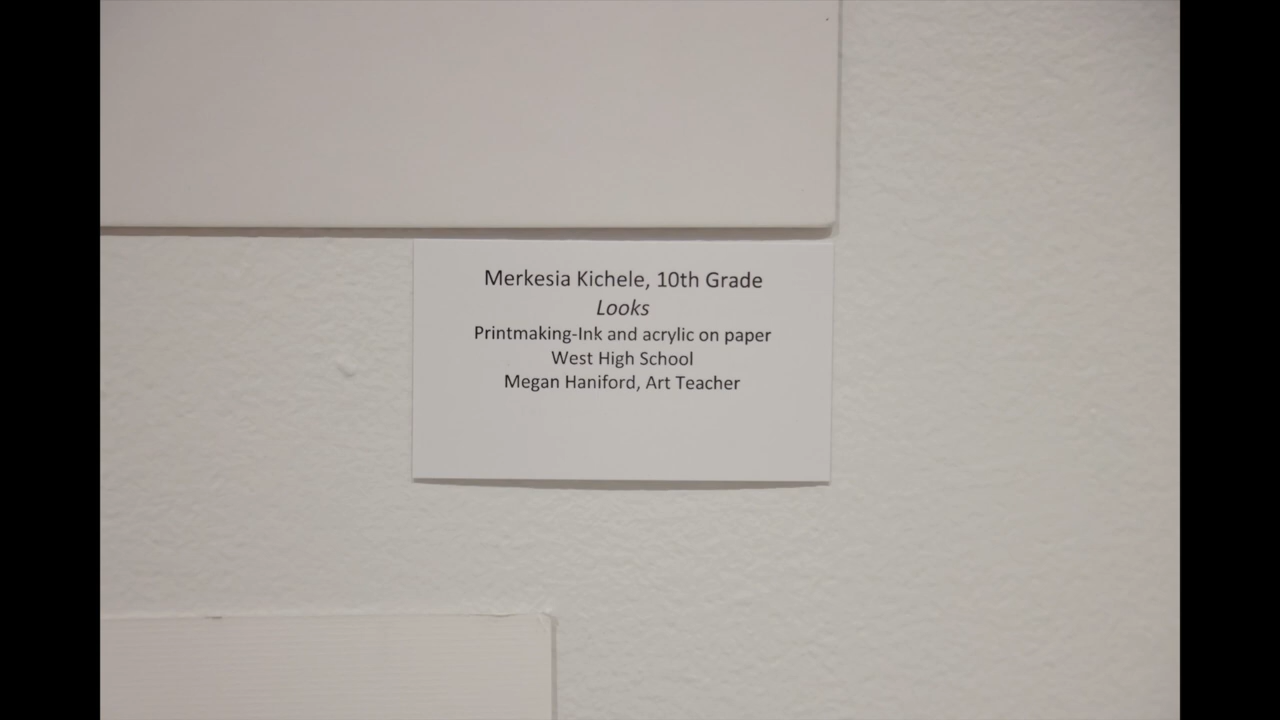 Merkesia Kichele, 10th Grade
Looks
Printmaking-Ink and acrylic on paper
West High School
Megan Haniford, Art Teacher